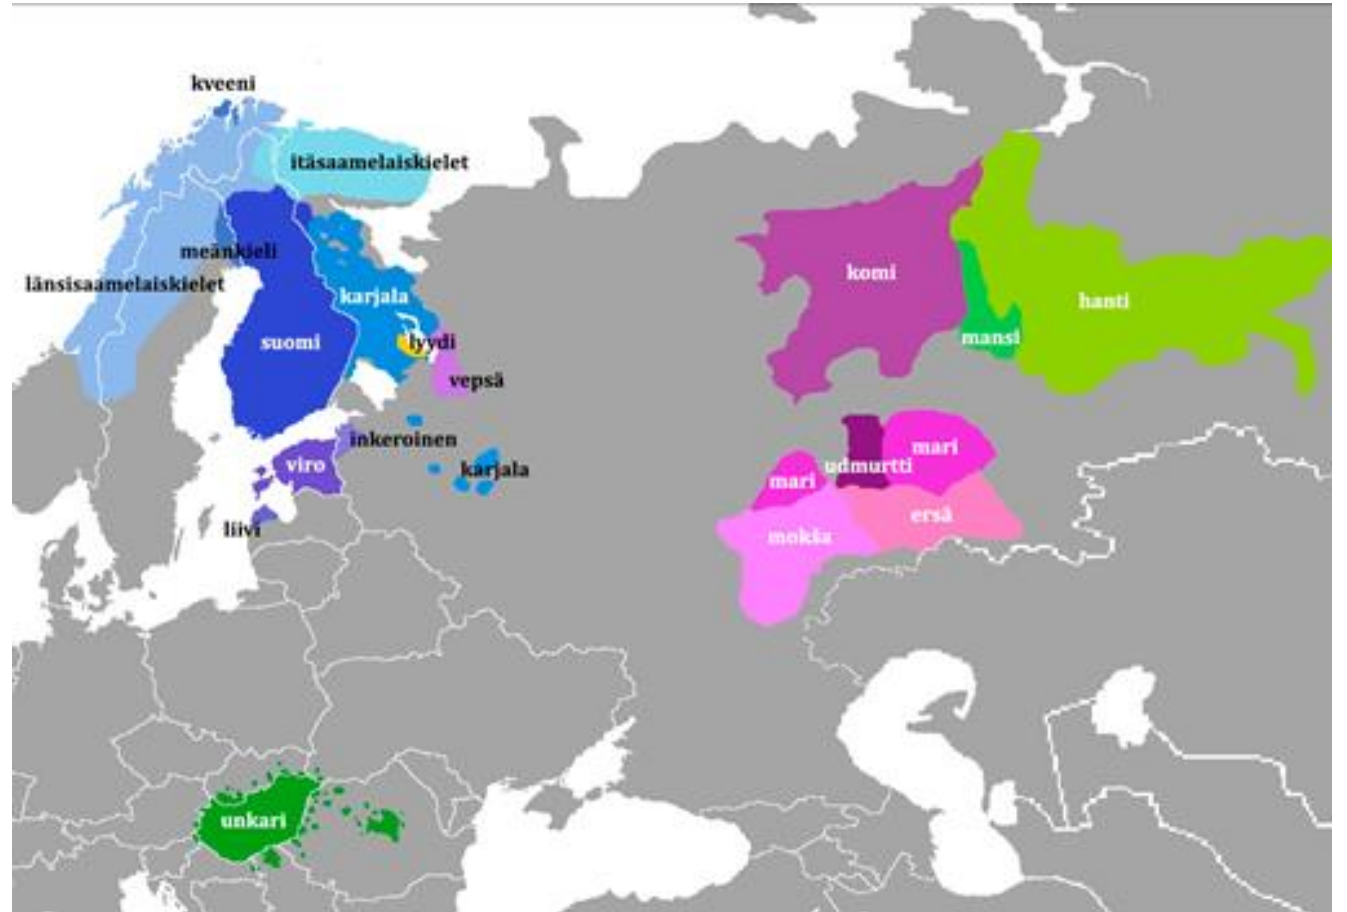 kveeni
itäsaamelaiskielet
meänkieli
länsisaamelaiskielet
karjala
suomi
lyydi
vepsä
inkeroinen
viro
karjala
liivi
komi
hanti
mansi
mari
udmurtti
mari
ersä
mokša
unkari